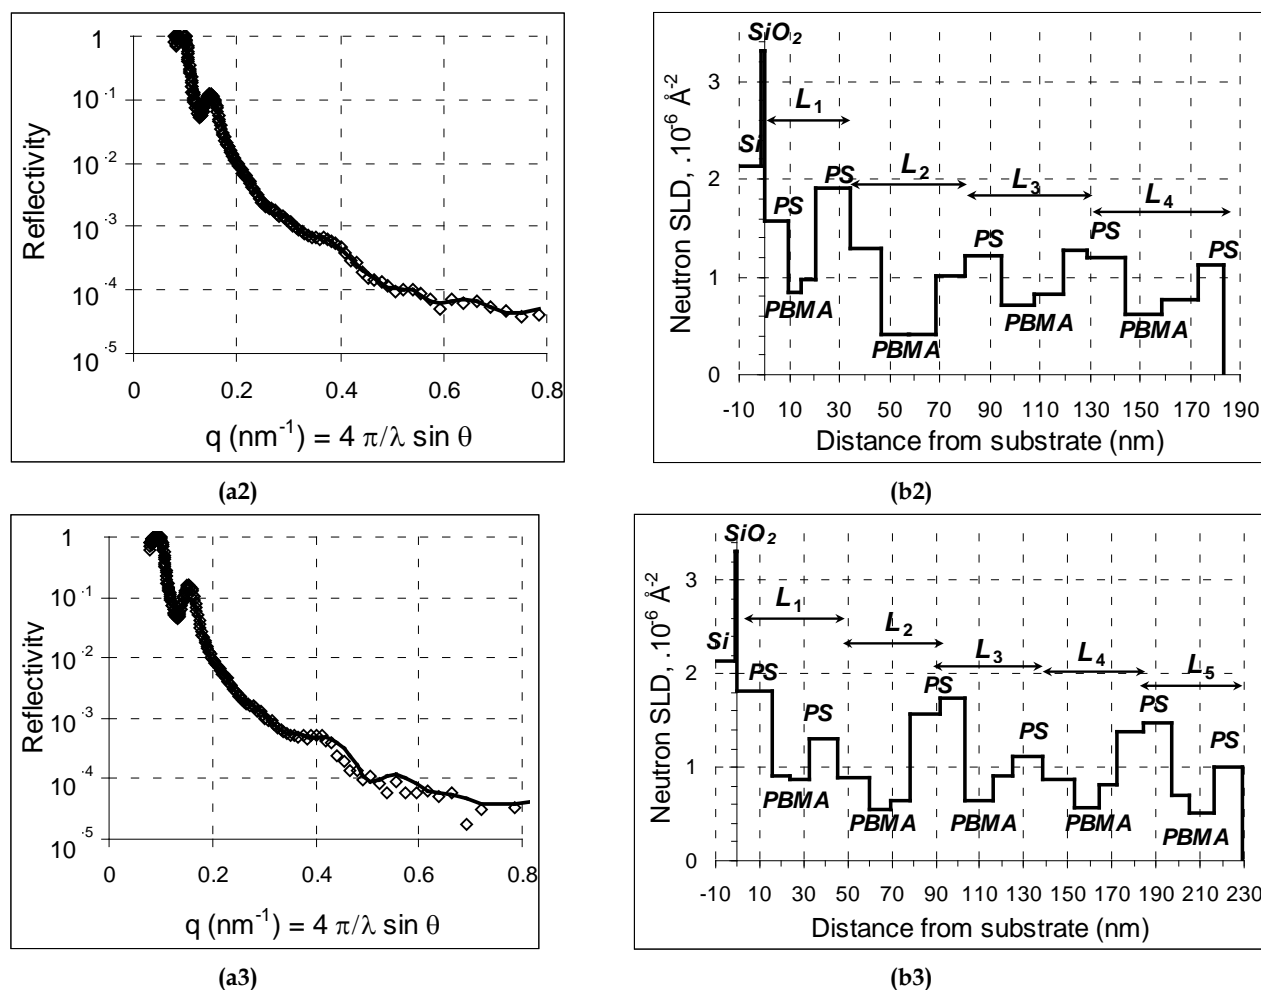 1
10⁻¹
10⁻²
10⁻³
10⁻⁴
10⁻⁵
Reflectivity
0 0.2 0.4 0.6 0.8
q (nm⁻¹) = 4 π/λ sin θ
(a2)
SiO₂
Si
L₁
L₂
L₃
L₄
PS
PS
PS
PS
PS
PBMA
PBMA
PBMA
PBMA
3
2
1
0
Neutron SLD, .10⁻⁶ Å⁻²
-10 10 30 50 70 90 110 130 150 170 190
Distance from substrate (nm)
(b2)
1
10⁻¹
10⁻²
10⁻³
10⁻⁴
10⁻⁵
Reflectivity
0 0.2 0.4 0.6 0.8
q (nm⁻¹) = 4 π/λ sin θ
(a3)
SiO₂
Si
L₁
L₂
L₃
L₄
L₅
PS
PS
PS
PS
PS
PBMA
PBMA
PBMA
PBMA
PBMA
3
2
1
0
Neutron SLD, .10⁻⁶ Å⁻²
-10 10 30 50 70 90 110 130 150 170 190 210 230
Distance from substrate (nm)
(b3)